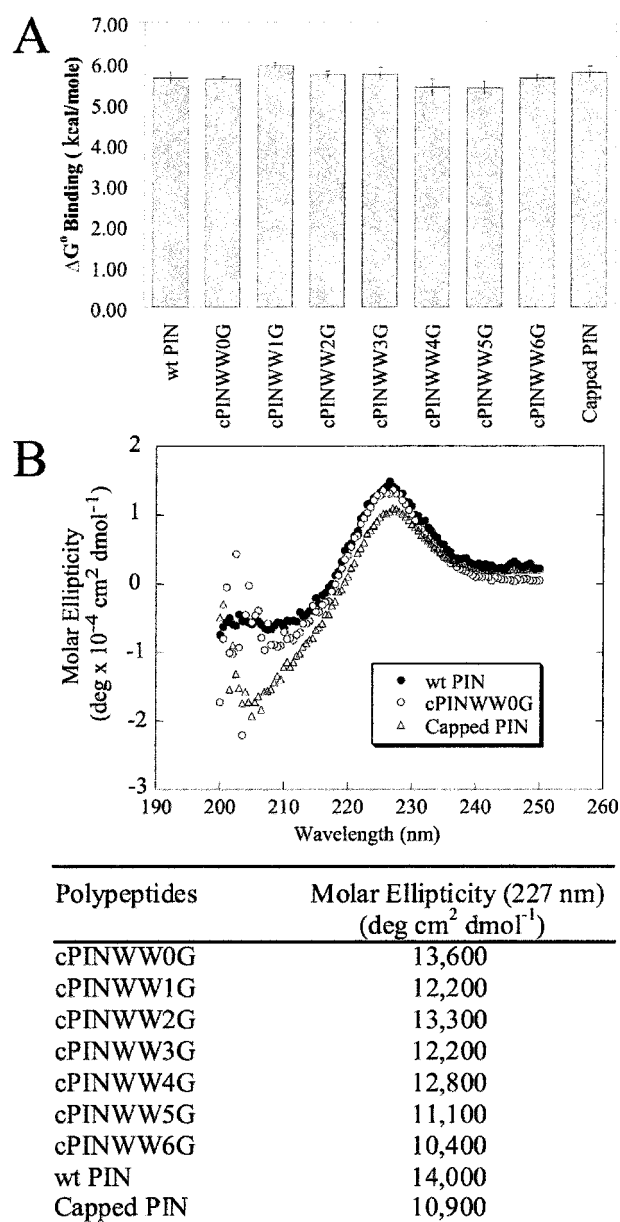 A
7.00
6.00
5.00
4.00
3.00
2.00
1.00
0.00
ΔG⁰ Binding ( kcal/mole)
wt PIN
cPINWW0G
cPINWW1G
cPINWW2G
cPINWW3G
cPINWW4G
cPINWW5G
cPINWW6G
Capped PIN
B
2
1
0
-1
-2
-3
Molar Ellipticity
(deg x 10⁻⁴ cm² dmol⁻¹)
wt PIN
cPINWW0G
Capped PIN
190 200 210 220 230 240 250 260
Wavelength (nm)
Polypeptides Molar Ellipticity (227 nm)
(deg cm² dmol⁻¹)
cPINWW0G 13,600
cPINWW1G 12,200
cPINWW2G 13,300
cPINWW3G 12,200
cPINWW4G 12,800
cPINWW5G 11,100
cPINWW6G 10,400
wt PIN 14,000
Capped PIN 10,900